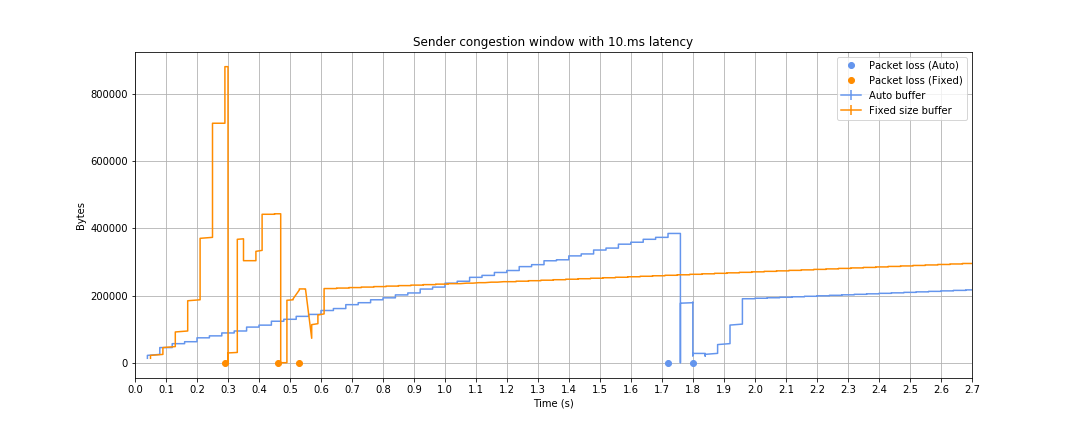 Sender congestion window with 10.ms latency
Packet loss (Auto)
Packet loss (Fixed)
Auto buffer
Fixed size buffer
Bytes
800000
600000
400000
200000
0
0.0 0.1 0.2 0.3 0.4 0.5 0.6 0.7 0.8 0.9 1.0 1.1 1.2 1.3 1.4 1.5 1.6 1.7 1.8 1.9 2.0 2.1 2.2 2.3 2.4 2.5 2.6 2.7
Time (s)